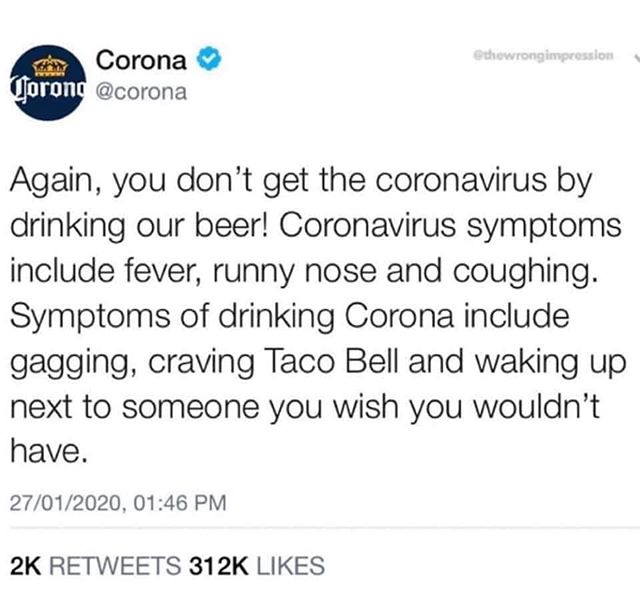 Corona
@thewrongimpression
Corona @corona
Again, you don't get the coronavirus by
drinking our beer! Coronavirus symptoms
include fever, runny nose and coughing.
Symptoms of drinking Corona include
gagging, craving Taco Bell and waking up
next to someone you wish you wouldn't
have.
27/01/2020, 01:46 PM
2K RETWEETS 312K LIKES